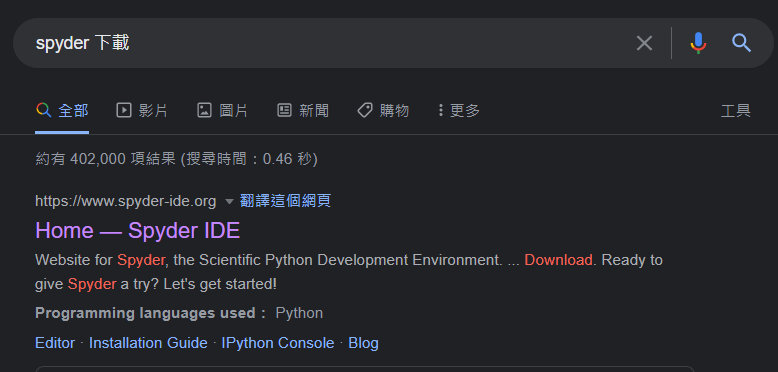 spyder 下載
全部 影片 圖片 新聞 購物 更多 工具
約有 402,000 項結果 (搜尋時間：0.46 秒)
https://www.spyder-ide.org 翻譯這個網頁
Home — Spyder IDE
Website for Spyder, the Scientific Python Development Environment. ... Download. Ready to
give Spyder a try? Let's get started!
Programming languages used： Python
Editor · Installation Guide · IPython Console · Blog